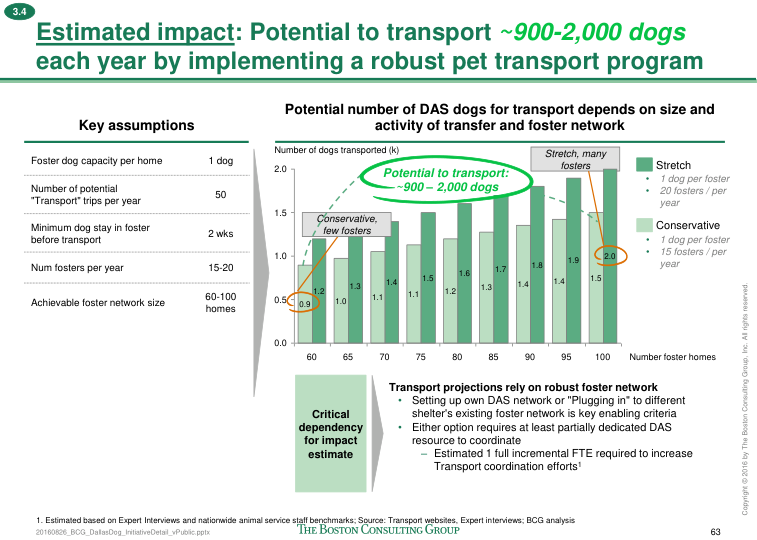 3.4
Estimated impact: Potential to transport ~900-2,000 dogs
each year by implementing a robust pet transport program
Key assumptions
Foster dog capacity per home 1 dog
Number of potential
"Transport" trips per year 50
Minimum dog stay in foster
before transport 2 wks
Num fosters per year 15-20
Achievable foster network size 60-100
homes
Potential number of DAS dogs for transport depends on size and
activity of transfer and foster network
Number of dogs transported (k)
Stretch, many
fosters
Potential to transport:
~900 – 2,000 dogs
Conservative,
few fosters
2.0
1.5
1.0
0.5
0.0
0.9 1.2 1.0 1.3 1.1 1.4 1.1 1.5 1.2 1.6 1.3 1.7 1.4 1.8 1.4 1.9 1.5 2.0
60 65 70 75 80 85 90 95 100 Number foster homes
Stretch
• 1 dog per foster
• 20 fosters / per
year
Conservative
• 1 dog per foster
• 15 fosters / per
year
Critical
dependency
for impact
estimate
Transport projections rely on robust foster network
• Setting up own DAS network or "Plugging in" to different
shelter's existing foster network is key enabling criteria
• Either option requires at least partially dedicated DAS
resource to coordinate
– Estimated 1 full incremental FTE required to increase
Transport coordination efforts¹
1. Estimated based on Expert Interviews and nationwide animal service staff benchmarks; Source: Transport websites, Expert interviews; BCG analysis
20160826_BCG_DallasDog_InitiativeDetail_vPublic.pptx
THE BOSTON CONSULTING GROUP
63
Copyright © 2016 by The Boston Consulting Group, Inc. All rights reserved.